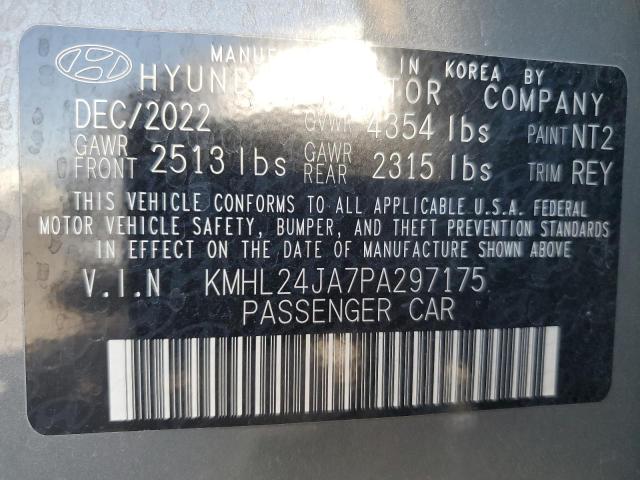 MANUF IN KOREA BY
HYUND TOR COMPANY
DEC/2022 GVWR 4354 lbs PAINT NT2
GAWR FRONT 2513 lbs GAWR REAR 2315 lbs TRIM REY
THIS VEHICLE CONFORMS TO ALL APPLICABLE U.S.A. FEDERAL
MOTOR VEHICLE SAFETY, BUMPER, AND THEFT PREVENTION STANDARDS
IN EFFECT ON THE DATE OF MANUFACTURE SHOWN ABOVE
V.I.N KMHL24JA7PA297175
PASSENGER CAR